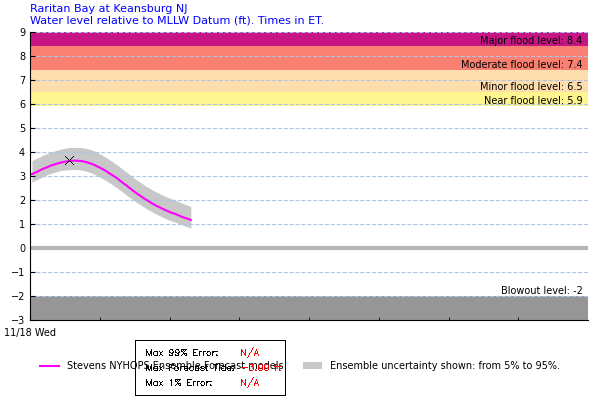 Raritan Bay at Keansburg NJ
Water level relative to MLLW Datum (ft). Times in ET.
9
Major flood level: 8.4
8
Moderate flood level: 7.4
7
Minor flood level: 6.5
Near flood level: 5.9
6
5
4
3
2
1
0
−1
Blowout level: -2
−2
−3
11/18 Wed
Max 99% Error: N/A
Stevens NYHOPS Ensemble Forecast models
Max Forecast Tide:
Ensemble uncertainty shown: from 5% to 95%.
Max 1% Error: N/A